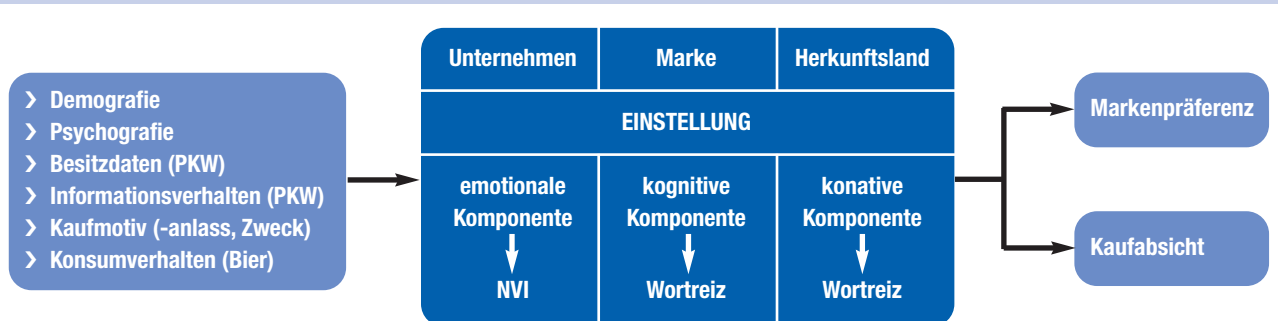 ❯ Demografie
❯ Psychografie
❯ Besitzdaten (PKW)
❯ Informationsverhalten (PKW)
❯ Kaufmotiv (-anlass, Zweck)
❯ Konsumverhalten (Bier)
Unternehmen
Marke
Herkunftsland
EINSTELLUNG
emotionale
Komponente
NVI
kognitive
Komponente
Wortreiz
konative
Komponente
Wortreiz
Markenpräferenz
Kaufabsicht